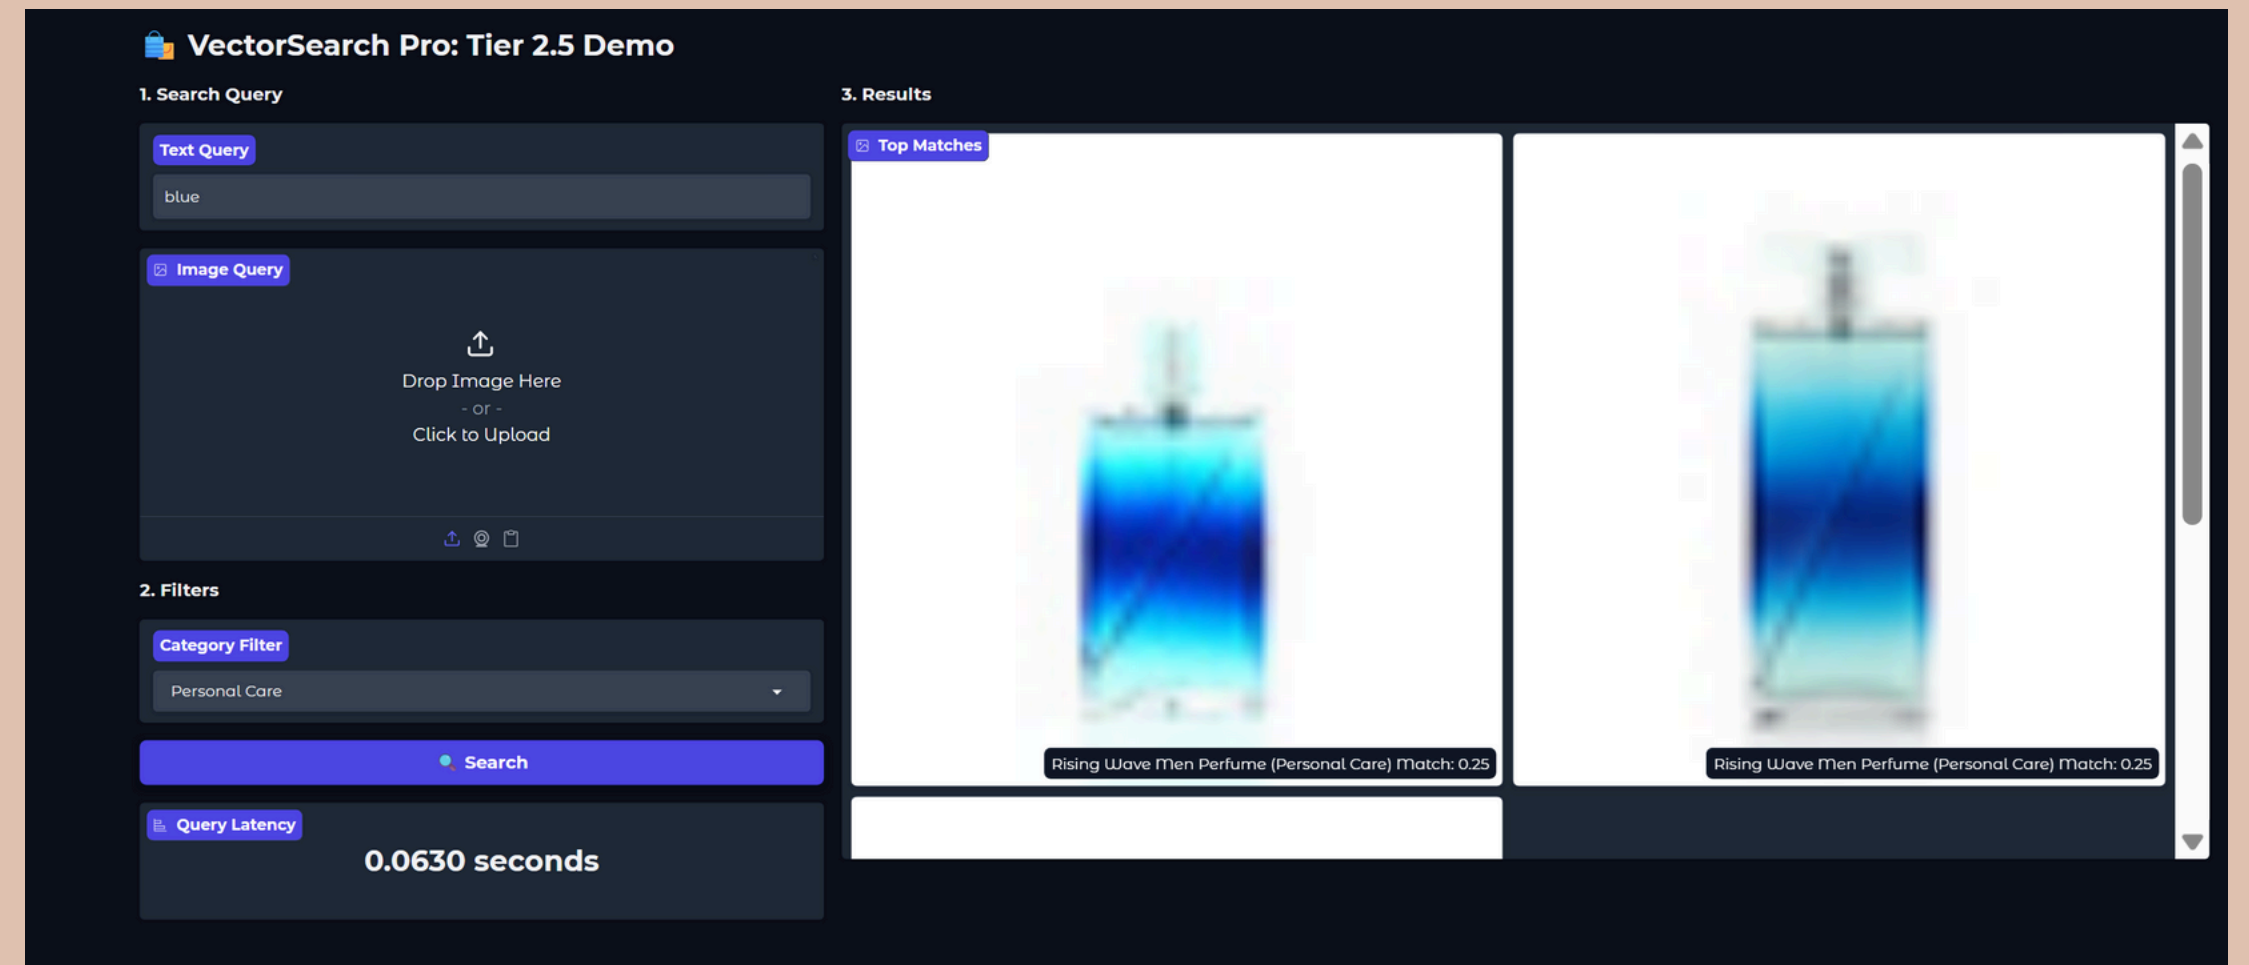 VectorSearch Pro: Tier 2.5 Demo
1. Search Query
Text Query
blue
Image Query
Drop Image Here
- or -
Click to Upload
2. Filters
Category Filter
Personal Care
Search
Query Latency
0.0630 seconds
3. Results
Top Matches
Rising Wave Men Perfume (Personal Care) Match: 0.25
Rising Wave Men Perfume (Personal Care) Match: 0.25